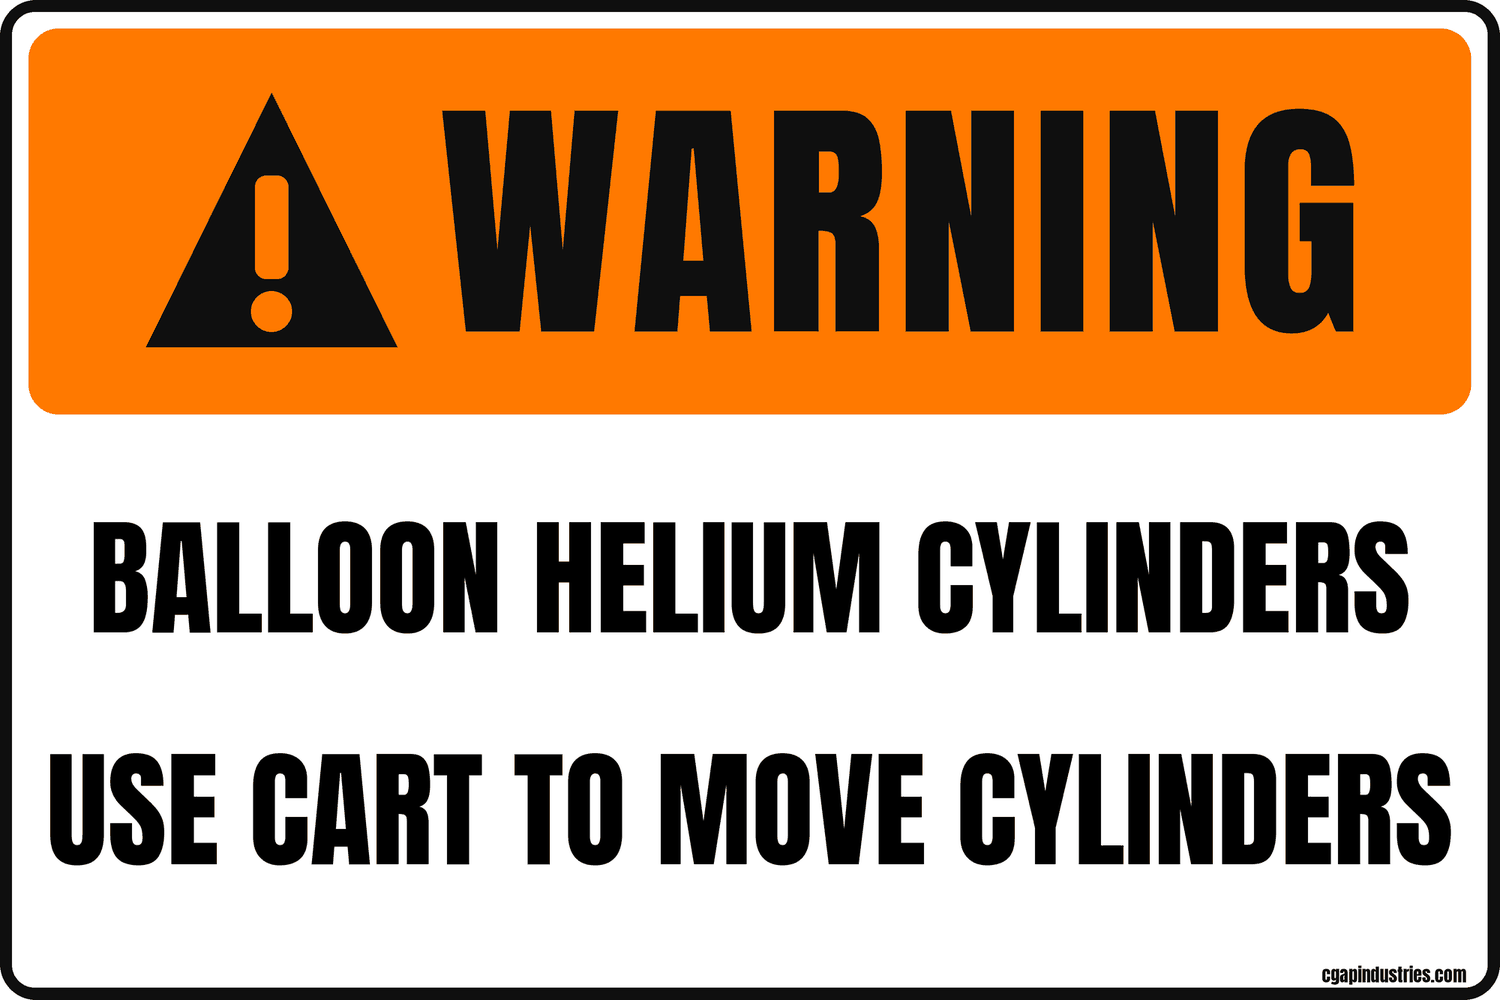 WARNING
BALLOON HELIUM CYLINDERS
USE CART TO MOVE CYLINDERS
cgapindustries.com